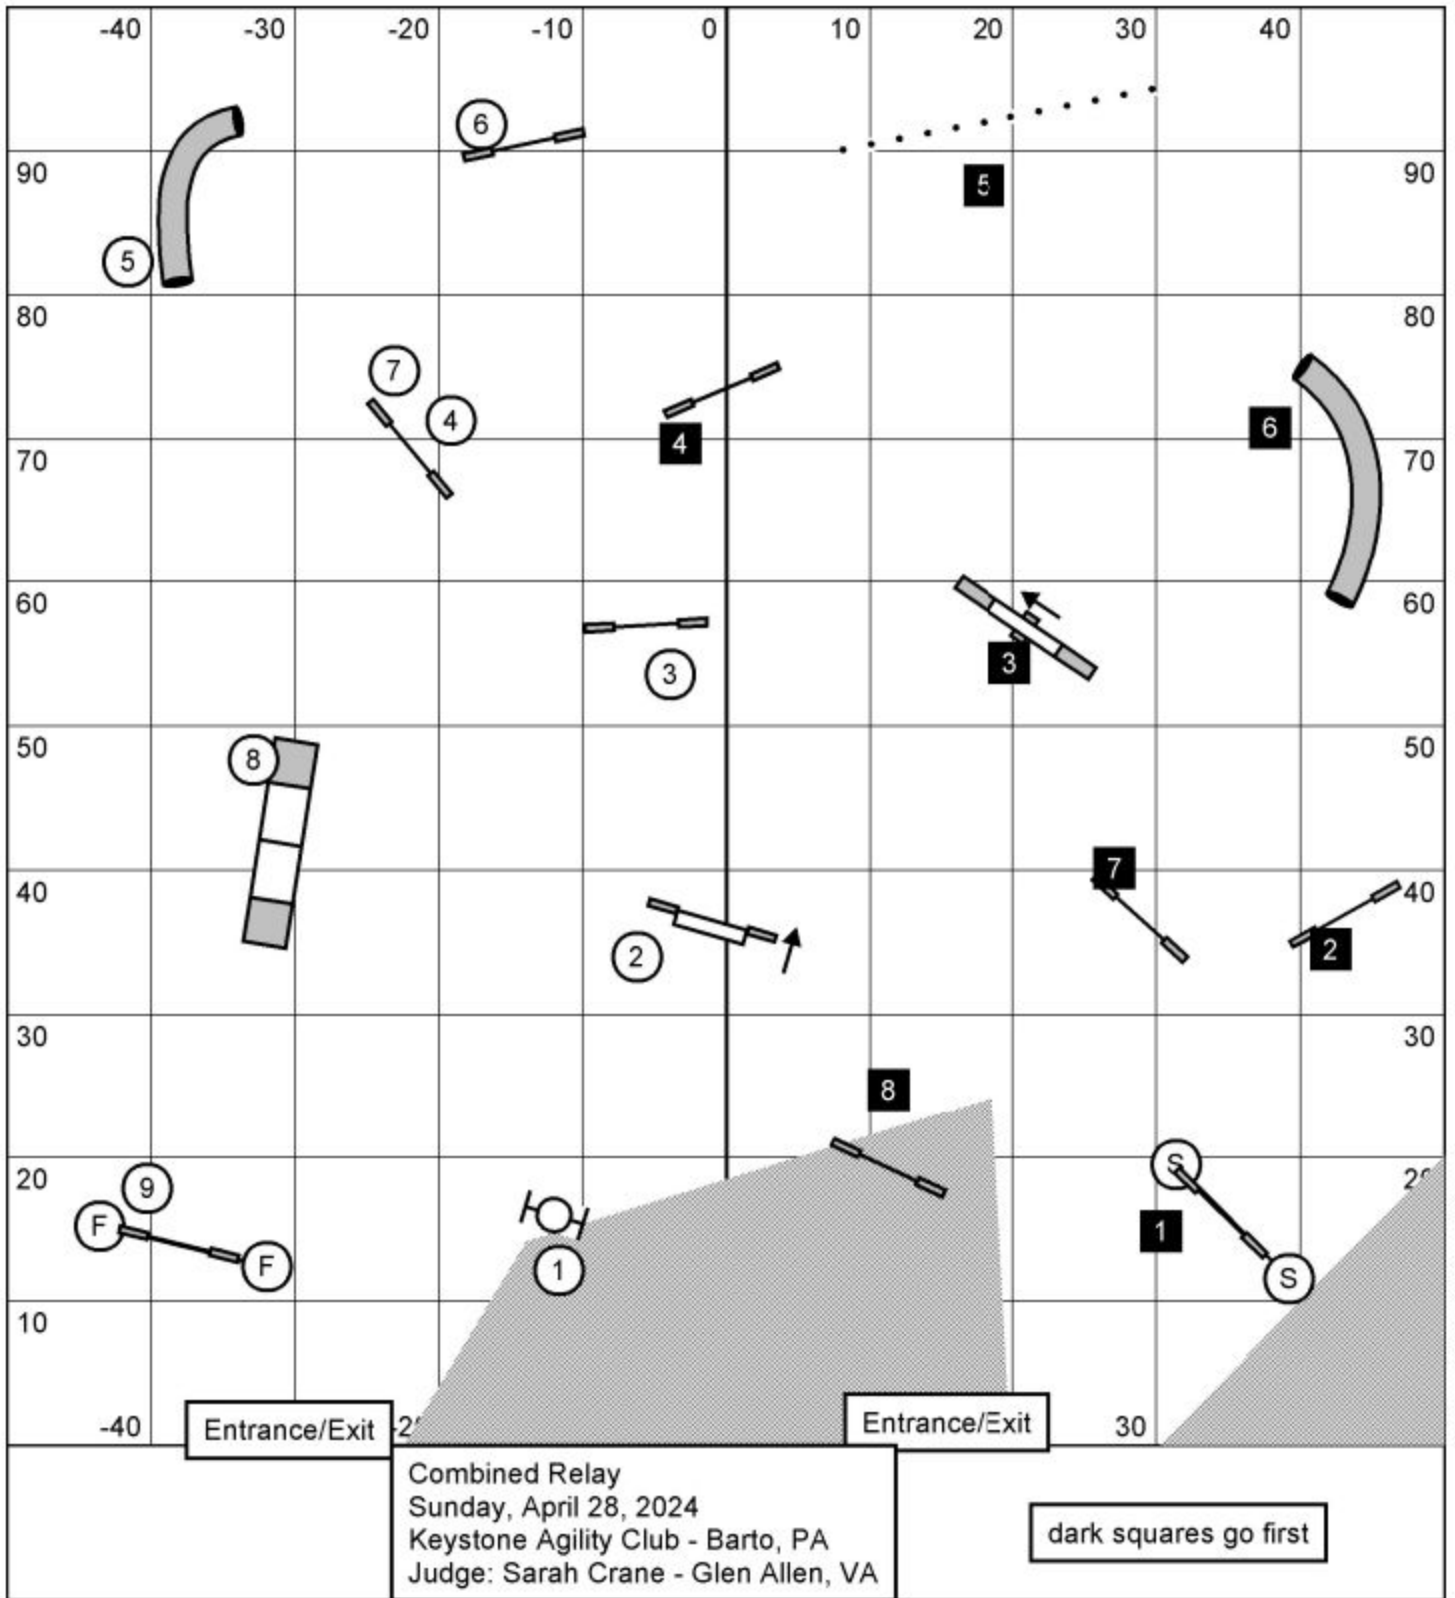 -40 -30 -20 -10 0 10 20 30 40
6
90 5 90
5
80 80
7
4 4 6
70 70
60 60
3 3
8 50 50
7
40 40
2 2
30 30
8
S
20
9 1
F F
1 S
10
-40 Entrance/Exit Entrance/Exit 30
Combined Relay
Sunday, April 28, 2024
Keystone Agility Club - Barto, PA
Judge: Sarah Crane - Glen Allen, VA
dark squares go first